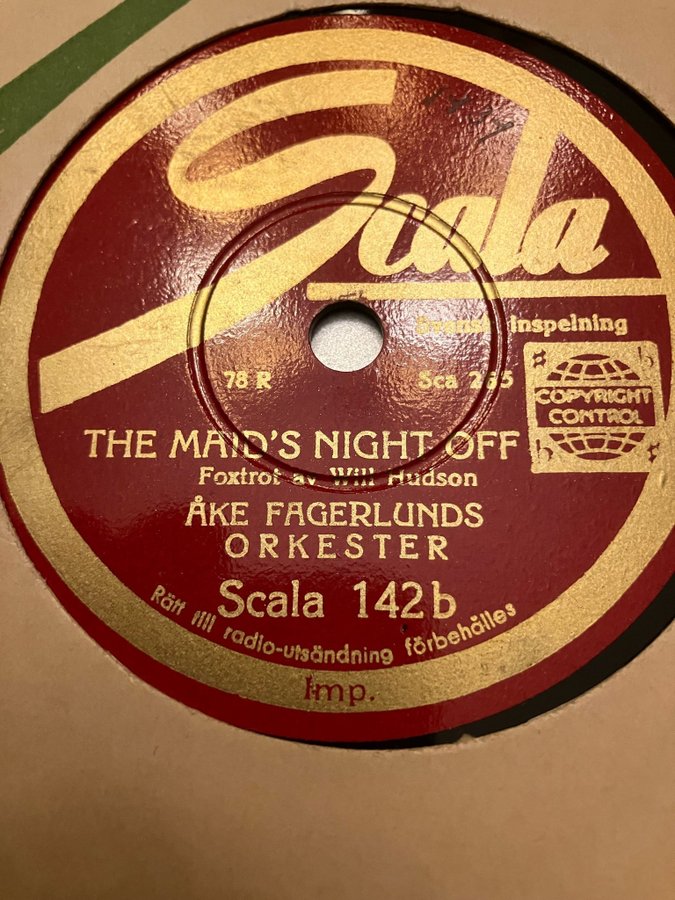 Scala
Svensk inspelning
78 R
Sca 265
COPYRIGHT
CONTROL
THE MAID'S NIGHT OFF
Foxtrot av Will Hudson
ÅKE FAGERLUNDS
ORKESTER
Scala 142 b
Rätt till radio-utsändning förbehålles
Imp.